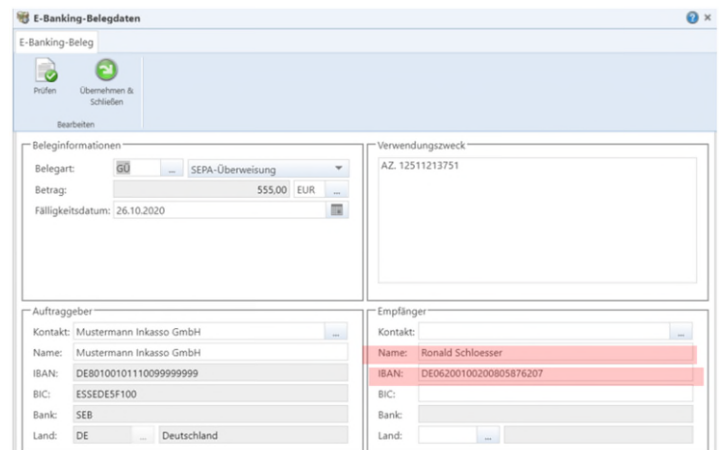 E-Banking-Belegdaten
E-Banking-Beleg
Prüfen
Übernehmen &
Schließen
Bearbeiten
Beleginformationen
Belegart: GÜ ... SEPA-Überweisung
Betrag: 555,00 EUR ...
Fälligkeitsdatum: 26.10.2020
Verwendungszweck
AZ. 12511213751
Auftraggeber
Kontakt: Mustermann Inkasso GmbH ...
Name: Mustermann Inkasso GmbH
IBAN: DE80100101110099999999
BIC: ESSEDE5F100
Bank: SEB
Land: DE ... Deutschland
Empfänger
Kontakt: ...
Name: Ronald Schloesser
IBAN: DE06200100200805876207
BIC:
Bank:
Land: ...